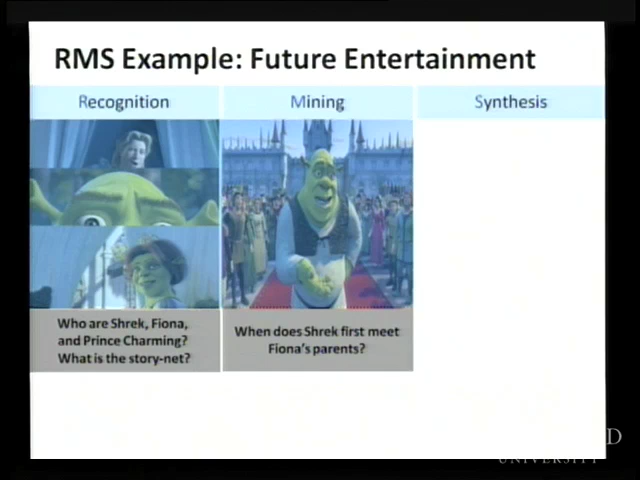 RMS Example: Future Entertainment
Recognition
Mining
Synthesis
Who are Shrek, Fiona,
and Prince Charming?
What is the story-net?
When does Shrek first meet
Fiona's parents?
D
UNIVERSITY